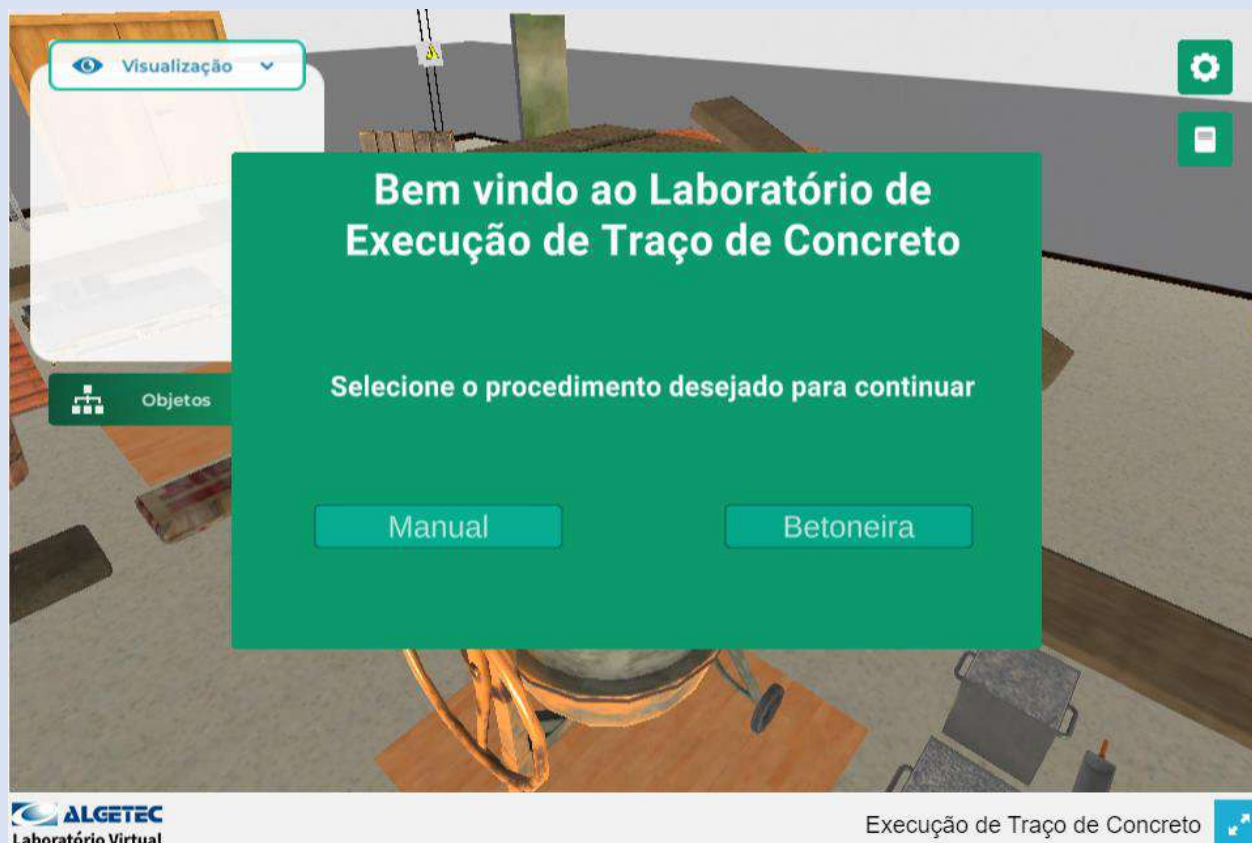 Visualização
Bem vindo ao Laboratório de
Execução de Traço de Concreto
Selecione o procedimento desejado para continuar
Objetos
Manual
Betoneira
ALGETEC
Laboratório Virtual
Execução de Traço de Concreto